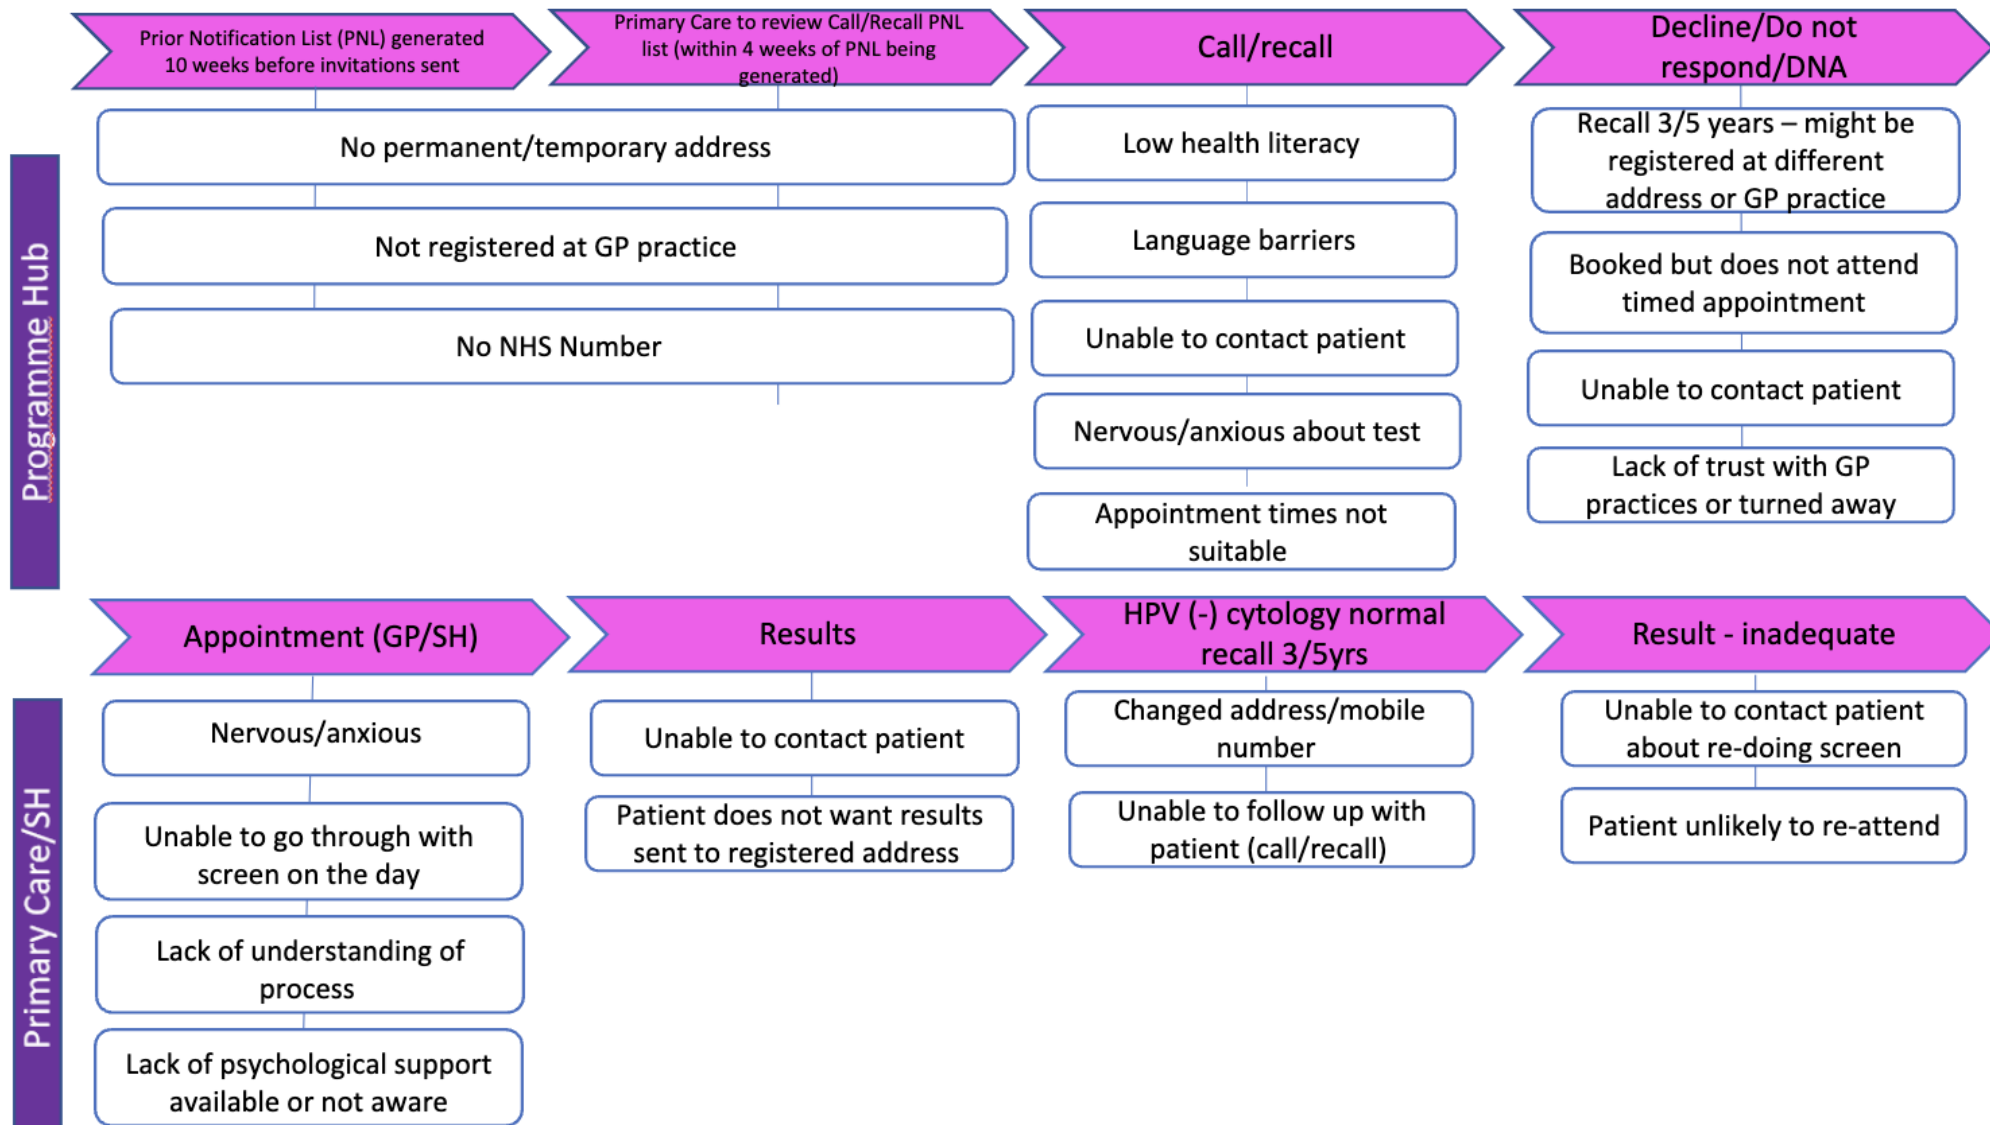 Prior Notification List (PNL) generated
10 weeks before invitations sent
Primary Care to review Call/Recall PNL
list (within 4 weeks of PNL being
generated)
Call/recall
Decline/Do not
respond/DNA
Programme Hub
No permanent/temporary address
Not registered at GP practice
No NHS Number
Low health literacy
Language barriers
Unable to contact patient
Nervous/anxious about test
Appointment times not
suitable
Recall 3/5 years – might be
registered at different
address or GP practice
Booked but does not attend
timed appointment
Unable to contact patient
Lack of trust with GP
practices or turned away
Primary Care/SH
Appointment (GP/SH)
Results
HPV (-) cytology normal
recall 3/5yrs
Result - inadequate
Nervous/anxious
Unable to go through with
screen on the day
Lack of understanding of
process
Lack of psychological support
available or not aware
Unable to contact patient
Patient does not want results
sent to registered address
Changed address/mobile
number
Unable to follow up with
patient (call/recall)
Unable to contact patient
about re-doing screen
Patient unlikely to re-attend